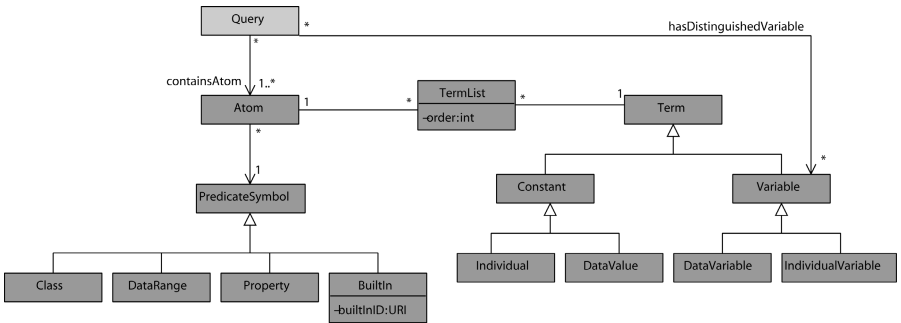 Query
*
*
hasDistinguishedVariable
containsAtom
1..*
Atom
1
*
TermList
-order:int
*
1
Term
*
1
*
PredicateSymbol
Constant
Variable
Class
DataRange
Property
BuiltIn
-builtInID:URI
Individual
DataValue
DataVariable
IndividualVariable